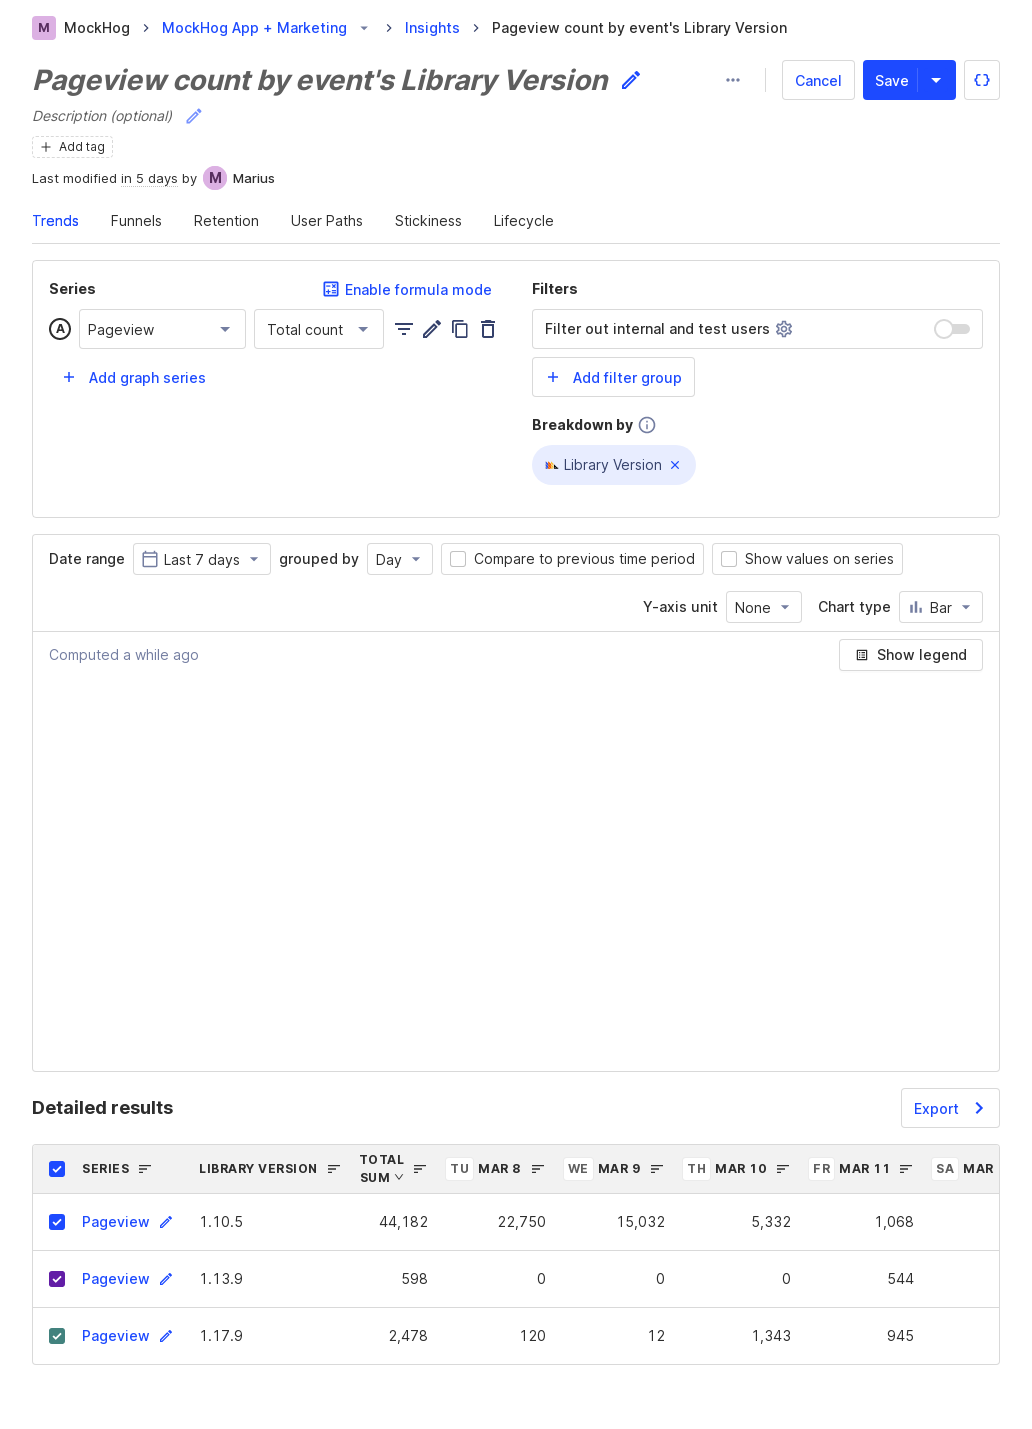 M MockHog > MockHog App + Marketing > Insights > Pageview count by event's Library Version
Pageview count by event's Library Version
Cancel Save
Description (optional)
Add tag
Last modified in 5 days by M Marius
Trends Funnels Retention User Paths Stickiness Lifecycle
Series Enable formula mode
A Pageview Total count
Add graph series
Filters
Filter out internal and test users
Add filter group
Breakdown by
Library Version
Date range Last 7 days grouped by Day Compare to previous time period Show values on series
Y-axis unit None Chart type Bar
Computed a while ago Show legend
Detailed results Export
SERIES LIBRARY VERSION TOTAL SUM TU MAR 8 WE MAR 9 TH MAR 10 FR MAR 11 SA MAR
Pageview 1.10.5 44,182 22,750 15,032 5,332 1,068
Pageview 1.13.9 598 0 0 0 544
Pageview 1.17.9 2,478 120 12 1,343 945